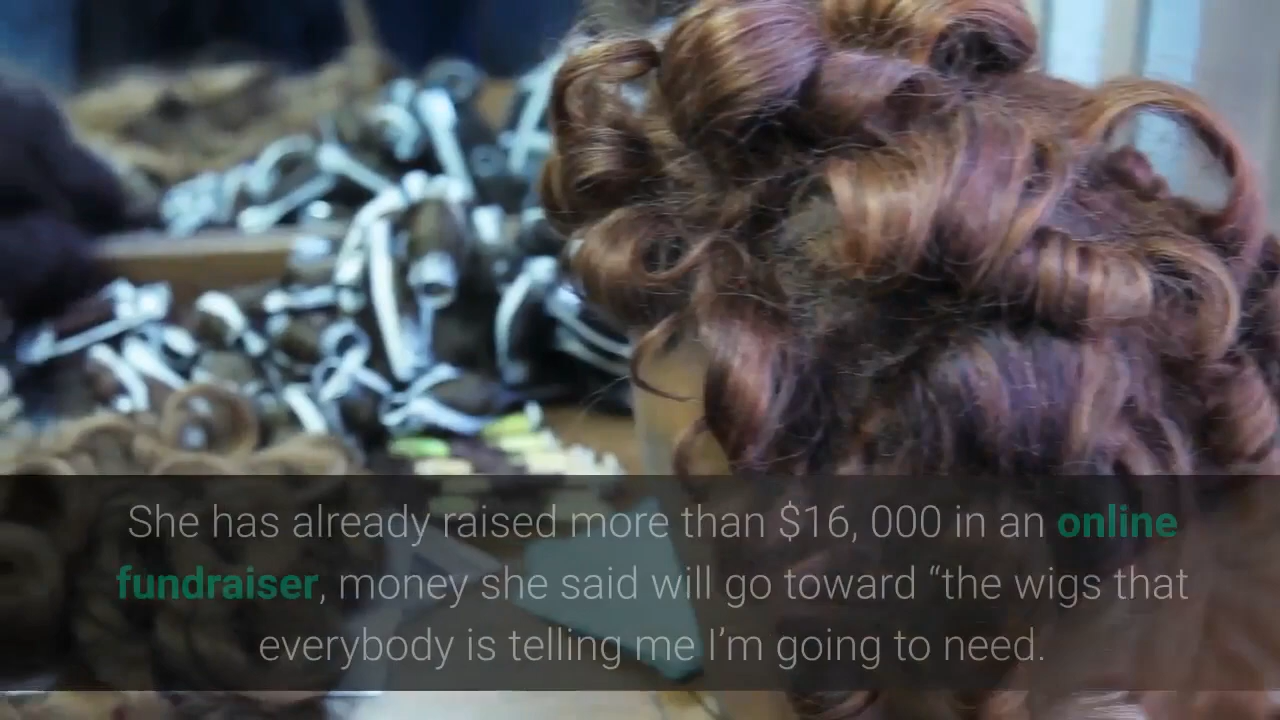 She has already raised more than $16, 000 in an online
fundraiser, money she said will go toward “the wigs that
everybody is telling me I’m going to need.